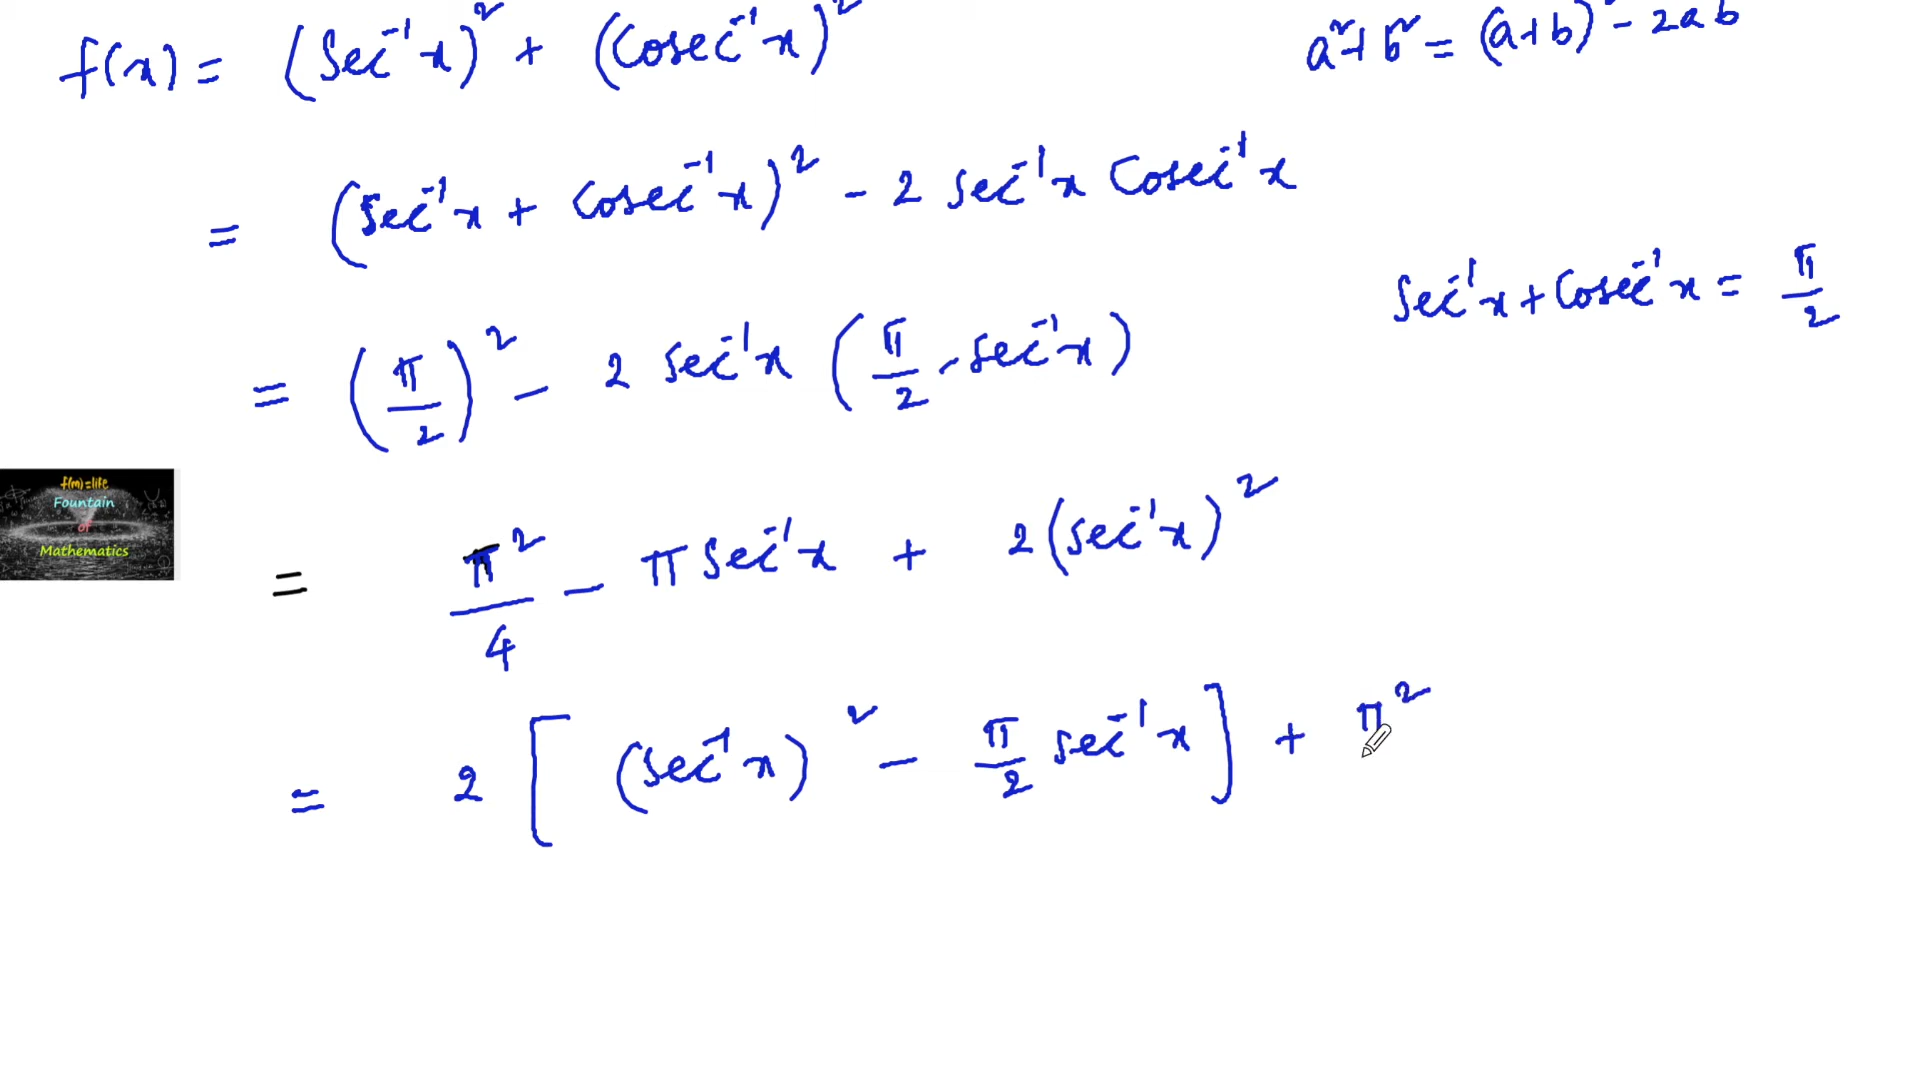 f(x) = (Sec⁻¹x)² + (Cosec⁻¹x)²
a²+b² = (a+b)² - 2ab
= (Sec⁻¹x + Cosec⁻¹x)² - 2 Sec⁻¹x Cosec⁻¹x
Sec⁻¹x + Cosec⁻¹x = π/2
= (π/2)² - 2 Sec⁻¹x (π/2 - Sec⁻¹x)
f(m)=life
Fountain
of
Mathematics
= π²/4 - π Sec⁻¹x + 2(Sec⁻¹x)²
= 2[(Sec⁻¹x)² - π/2 Sec⁻¹x] + π²